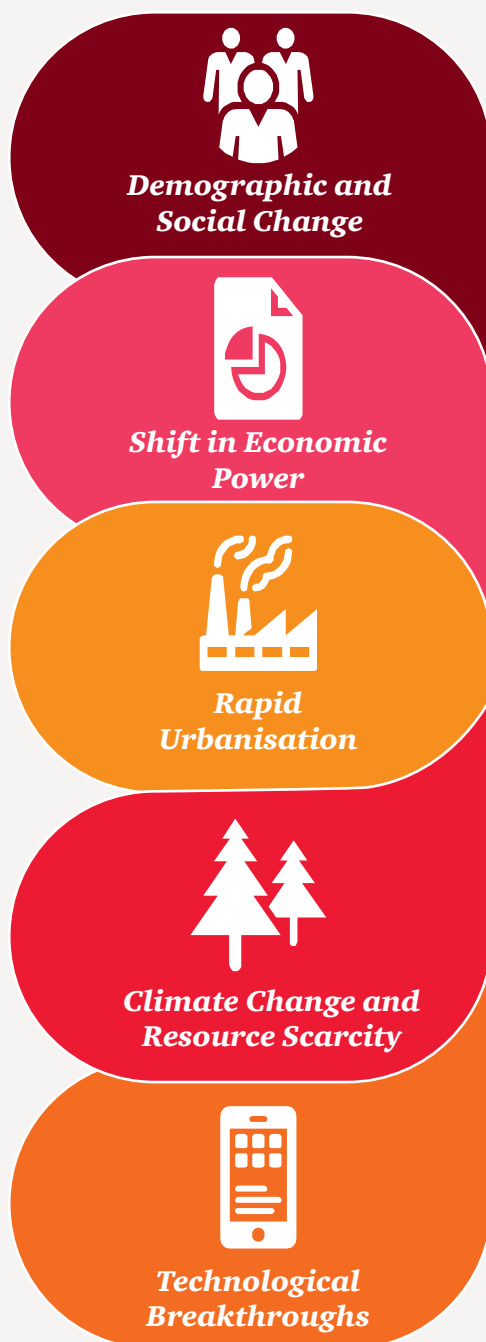 Demographic and
Social Change
Shift in Economic
Power
Rapid
Urbanisation
Climate Change and
Resource Scarcity
Technological
Breakthroughs